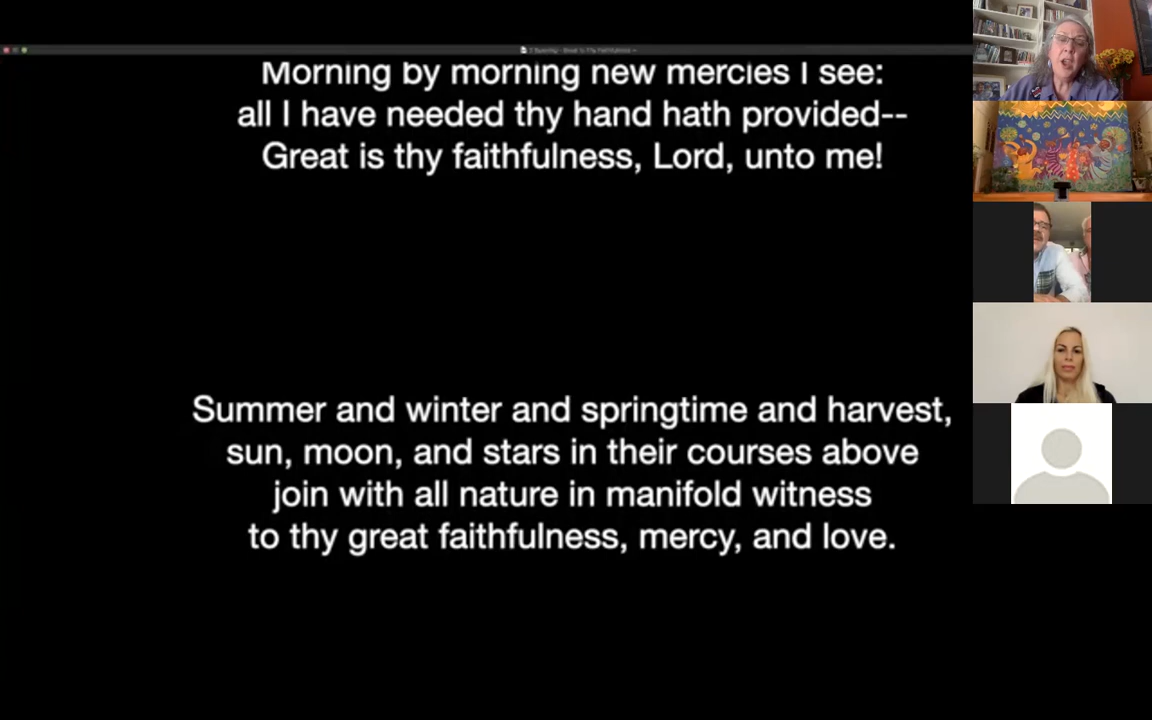 Morning by morning new mercies I see:
all I have needed thy hand hath provided--
Great is thy faithfulness, Lord, unto me!
Summer and winter and springtime and harvest,
sun, moon, and stars in their courses above
join with all nature in manifold witness
to thy great faithfulness, mercy, and love.